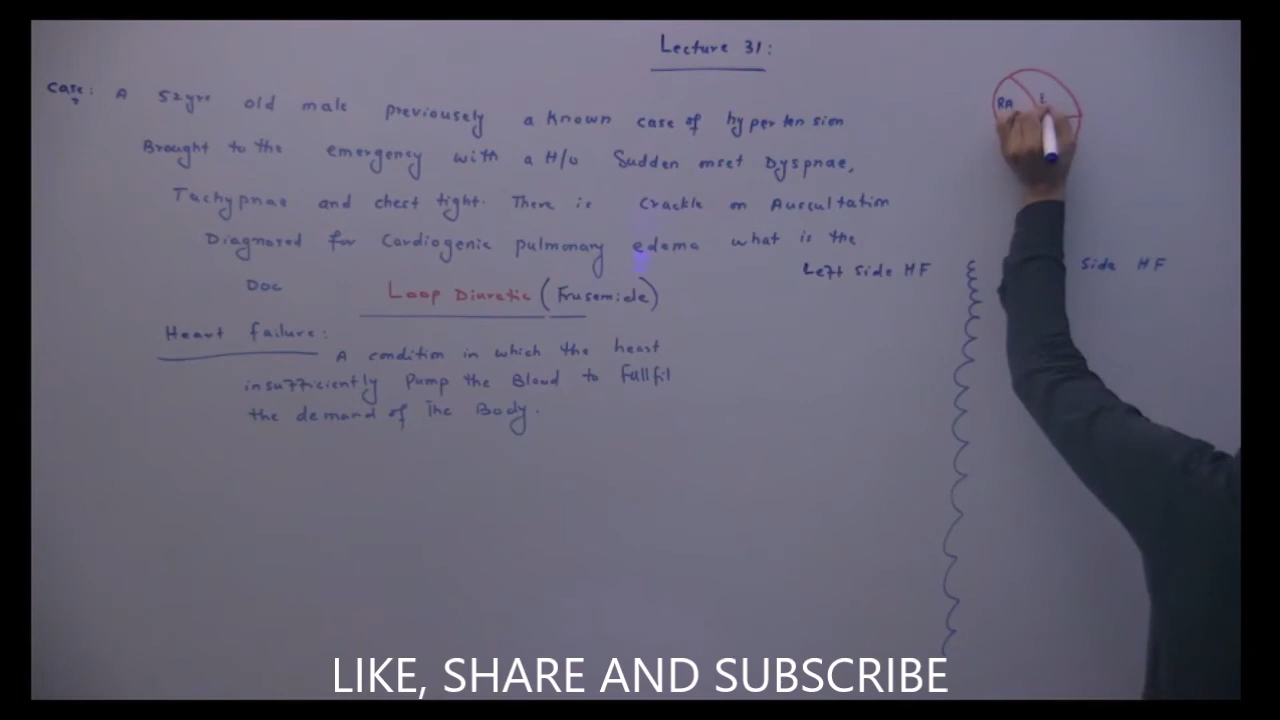 Lecture 31:
Case: A 52yrs old male previousely a known case of hypertension
Brought to the emergency with a H/o Sudden onset Dyspnae,
Tachypnae and chest tight. There is Crackle on Auscultation
Diagnosed for Cardiogenic pulmonary edema what is the
DOC Loop Diuretic (Frusemide)
Heart failure:
A condition in which the heart
insufficiently Pump the Blood to Fullfil
the demand of The Body.
RA
Left Side HF
Side HF
LIKE, SHARE AND SUBSCRIBE